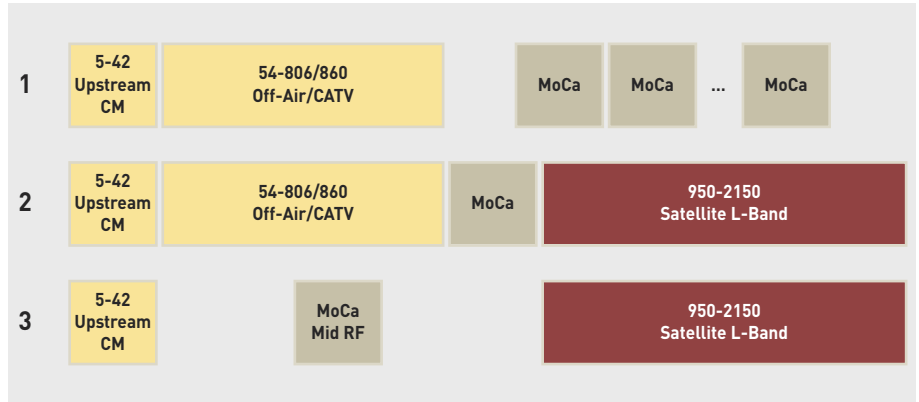 1
5-42
Upstream
CM
54-806/860
Off-Air/CATV
MoCa
MoCa
...
MoCa
2
5-42
Upstream
CM
54-806/860
Off-Air/CATV
MoCa
950-2150
Satellite L-Band
3
5-42
Upstream
CM
MoCa
Mid RF
950-2150
Satellite L-Band